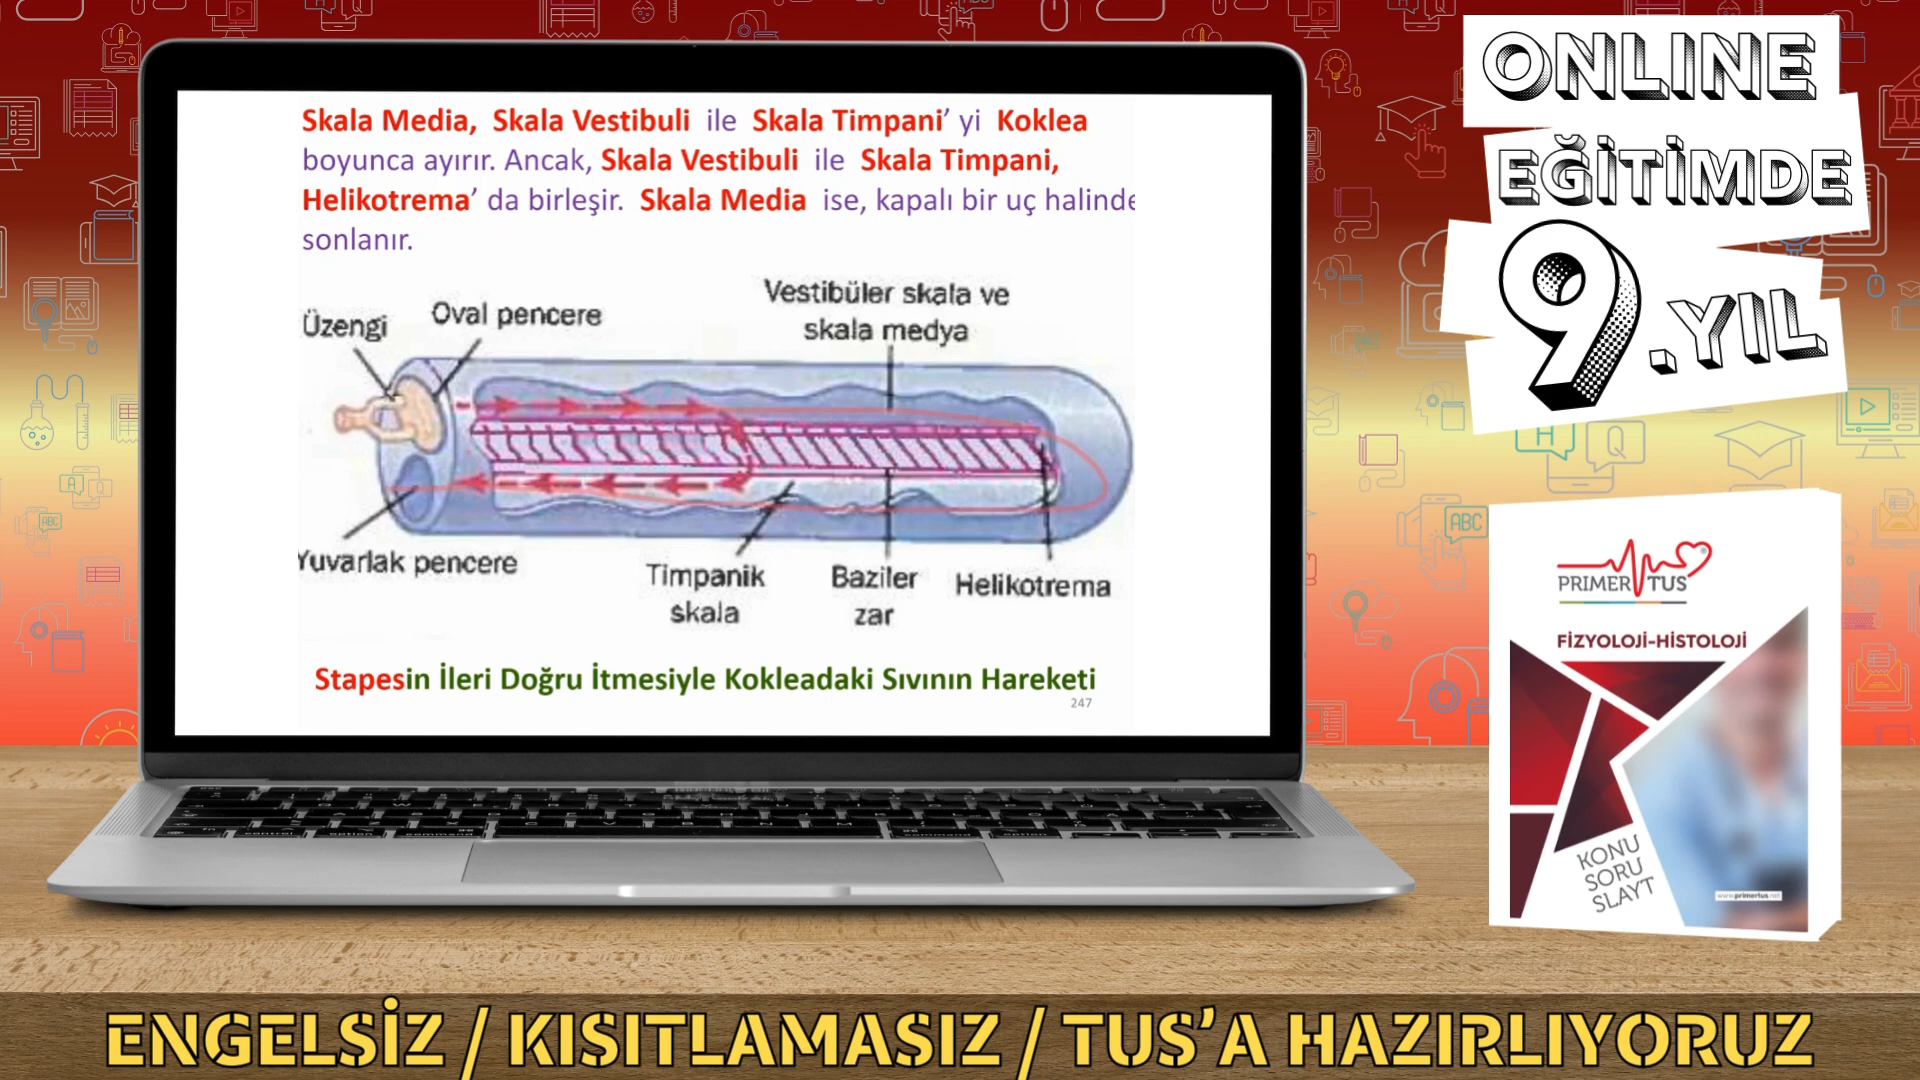 Skala Media, Skala Vestibuli ile Skala Timpani’ yi Koklea
boyunca ayırır. Ancak, Skala Vestibuli ile Skala Timpani,
Helikotrema’ da birleşir. Skala Media ise, kapalı bir uç halinde
sonlanır.
Üzengi
Oval pencere
Vestibüler skala ve
skala medya
Yuvarlak pencere
Timpanik
skala
Baziler
zar
Helikotrema
Stapesin İleri Doğru İtmesiyle Kokleadaki Sıvının Hareketi
247
ONLINE
EĞİTİMDE
9.YIL
PRIMER TUS
FİZYOLOJİ-HİSTOLOJİ
KONU
SORU
SLAYT
www.primertus.net
ENGELSİZ / KISITLAMASIZ / TUS’A HAZIRLIYORUZ